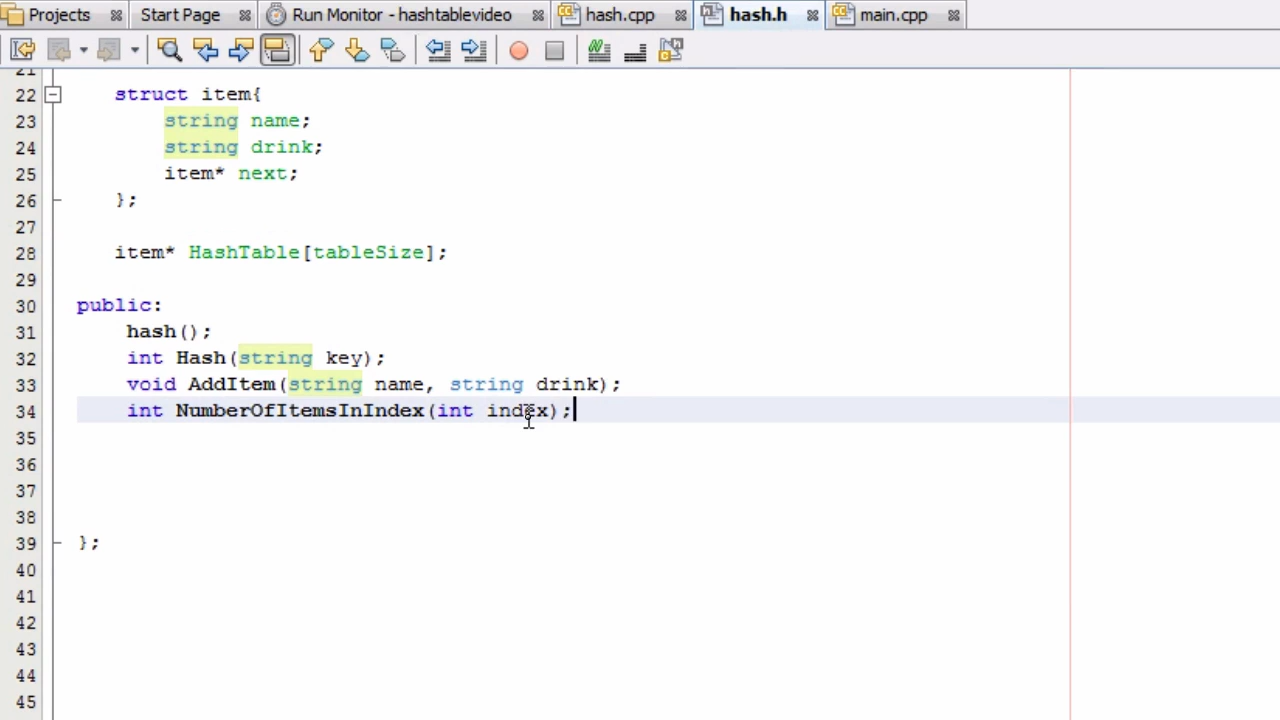 Projects Start Page Run Monitor - hashtablevideo hash.cpp hash.h main.cpp
21
22 struct item{
23 string name;
24 string drink;
25 item* next;
26 };
27
28 item* HashTable[tableSize];
29
30 public:
31 hash();
32 int Hash(string key);
33 void AddItem(string name, string drink);
34 int NumberOfItemsInIndex(int index);
35
36
37
38
39 };
40
41
42
43
44
45